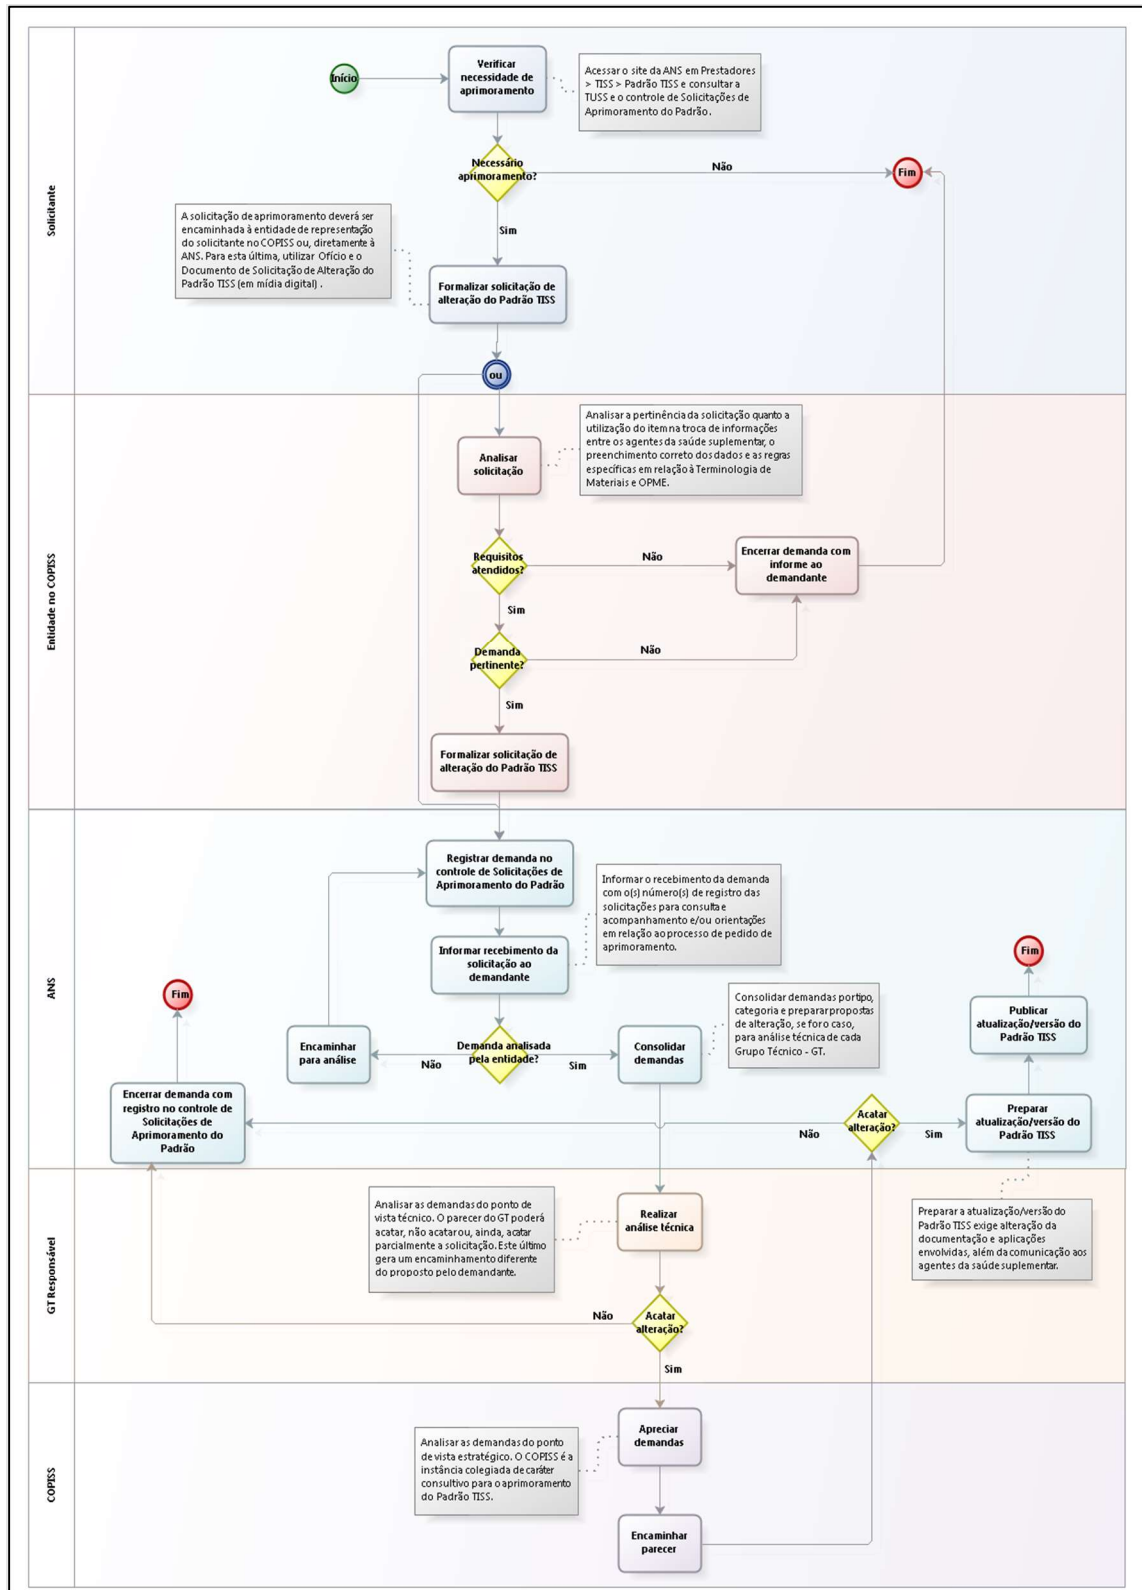 Solicitante
Início
Verificar
necessidade de
aprimoramento
Acessar o site da ANS em Prestadores
> TISS > Padrão TISS e consultar a
TUSS e o controle de Solicitações de
Aprimoramento do Padrão.
Necessário
aprimoramento?
Não
Fim
Sim
A solicitação de aprimoramento deverá ser
encaminhada à entidade de representação
do solicitante no COPISS ou, diretamente à
ANS. Para esta última, utilizar Ofício e o
Documento de Solicitação de Alteração do
Padrão TISS (em mídia digital) .
Formalizar solicitação de
alteração do Padrão TISS
ou
Entidade no COPISS
Analisar
solicitação
Analisar a pertinência da solicitação quanto a
utilização do item na troca de informações
entre os agentes da saúde suplementar, o
preenchimento correto dos dados e as regras
específicas em relação à Terminologia de
Materiais e OPME.
Requisitos
atendidos?
Não
Encerrar demanda com
informe ao
demandante
Sim
Demanda
pertinente?
Não
Sim
Formalizar solicitação de
alteração do Padrão TISS
ANS
Registrar demanda no
controle de Solicitações de
Aprimoramento do Padrão
Informar o recebimento da demanda
com o(s) número(s) de registro das
solicitações para consulta e
acompanhamento e/ou orientações
em relação ao processo de pedido de
aprimoramento.
Informar recebimento da
solicitação ao
demandante
Fim
Fim
Consolidar demandas por tipo,
categoria e preparar propostas
de alteração, se for o caso,
para análise técnica de cada
Grupo Técnico - GT.
Encaminhar
para análise
Não
Demanda analisada
pela entidade?
Sim
Consolidar
demandas
Publicar
atualização/versão do
Padrão TISS
Encerrar demanda com
registro no controle de
Solicitações de
Aprimoramento do
Padrão
Não
Acatar
alteração?
Sim
Preparar
atualização/versão do
Padrão TISS
GT Responsável
Analisar as demandas do ponto de
vista técnico. O parecer do GT poderá
acatar, não acatar ou, ainda, acatar
parcialmente a solicitação. Este último
gera um encaminhamento diferente
do proposto pelo demandante.
Realizar
análise técnica
Preparar a atualização/versão do
Padrão TISS exige alteração da
documentação e aplicações
envolvidas, além da comunicação aos
agentes da saúde suplementar.
Não
Acatar
alteração?
Sim
COPISS
Analisar as demandas do ponto de
vista estratégico. O COPISS é a
instância colegiada de caráter
consultivo para o aprimoramento
do Padrão TISS.
Apreciar
demandas
Encaminhar
parecer